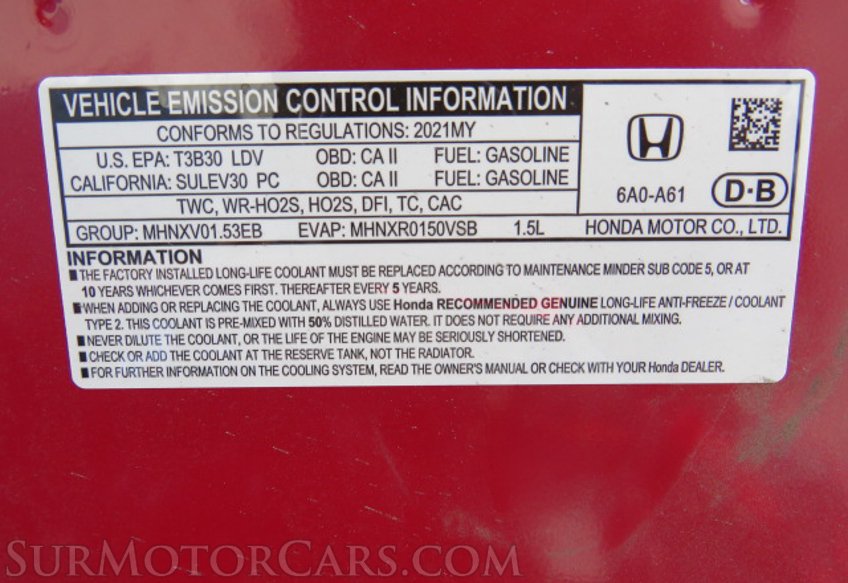 VEHICLE EMISSION CONTROL INFORMATION
CONFORMS TO REGULATIONS: 2021MY
U.S. EPA: T3B30 LDV OBD: CA II FUEL: GASOLINE
CALIFORNIA: SULEV30 PC OBD: CA II FUEL: GASOLINE
TWC, WR-HO2S, HO2S, DFI, TC, CAC
6A0-A61 D·B
GROUP: MHNXV01.53EB EVAP: MHNXR0150VSB 1.5L HONDA MOTOR CO., LTD.
INFORMATION
■THE FACTORY INSTALLED LONG-LIFE COOLANT MUST BE REPLACED ACCORDING TO MAINTENANCE MINDER SUB CODE 5, OR AT
10 YEARS WHICHEVER COMES FIRST. THEREAFTER EVERY 5 YEARS.
■WHEN ADDING OR REPLACING THE COOLANT, ALWAYS USE Honda RECOMMENDED GENUINE LONG-LIFE ANTI-FREEZE / COOLANT
TYPE 2. THIS COOLANT IS PRE-MIXED WITH 50% DISTILLED WATER. IT DOES NOT REQUIRE ANY ADDITIONAL MIXING.
■NEVER DILUTE THE COOLANT, OR THE LIFE OF THE ENGINE MAY BE SERIOUSLY SHORTENED.
■CHECK OR ADD THE COOLANT AT THE RESERVE TANK, NOT THE RADIATOR.
■FOR FURTHER INFORMATION ON THE COOLING SYSTEM, READ THE OWNER'S MANUAL OR CHECK WITH YOUR Honda DEALER.
SURMOTORCARS.COM